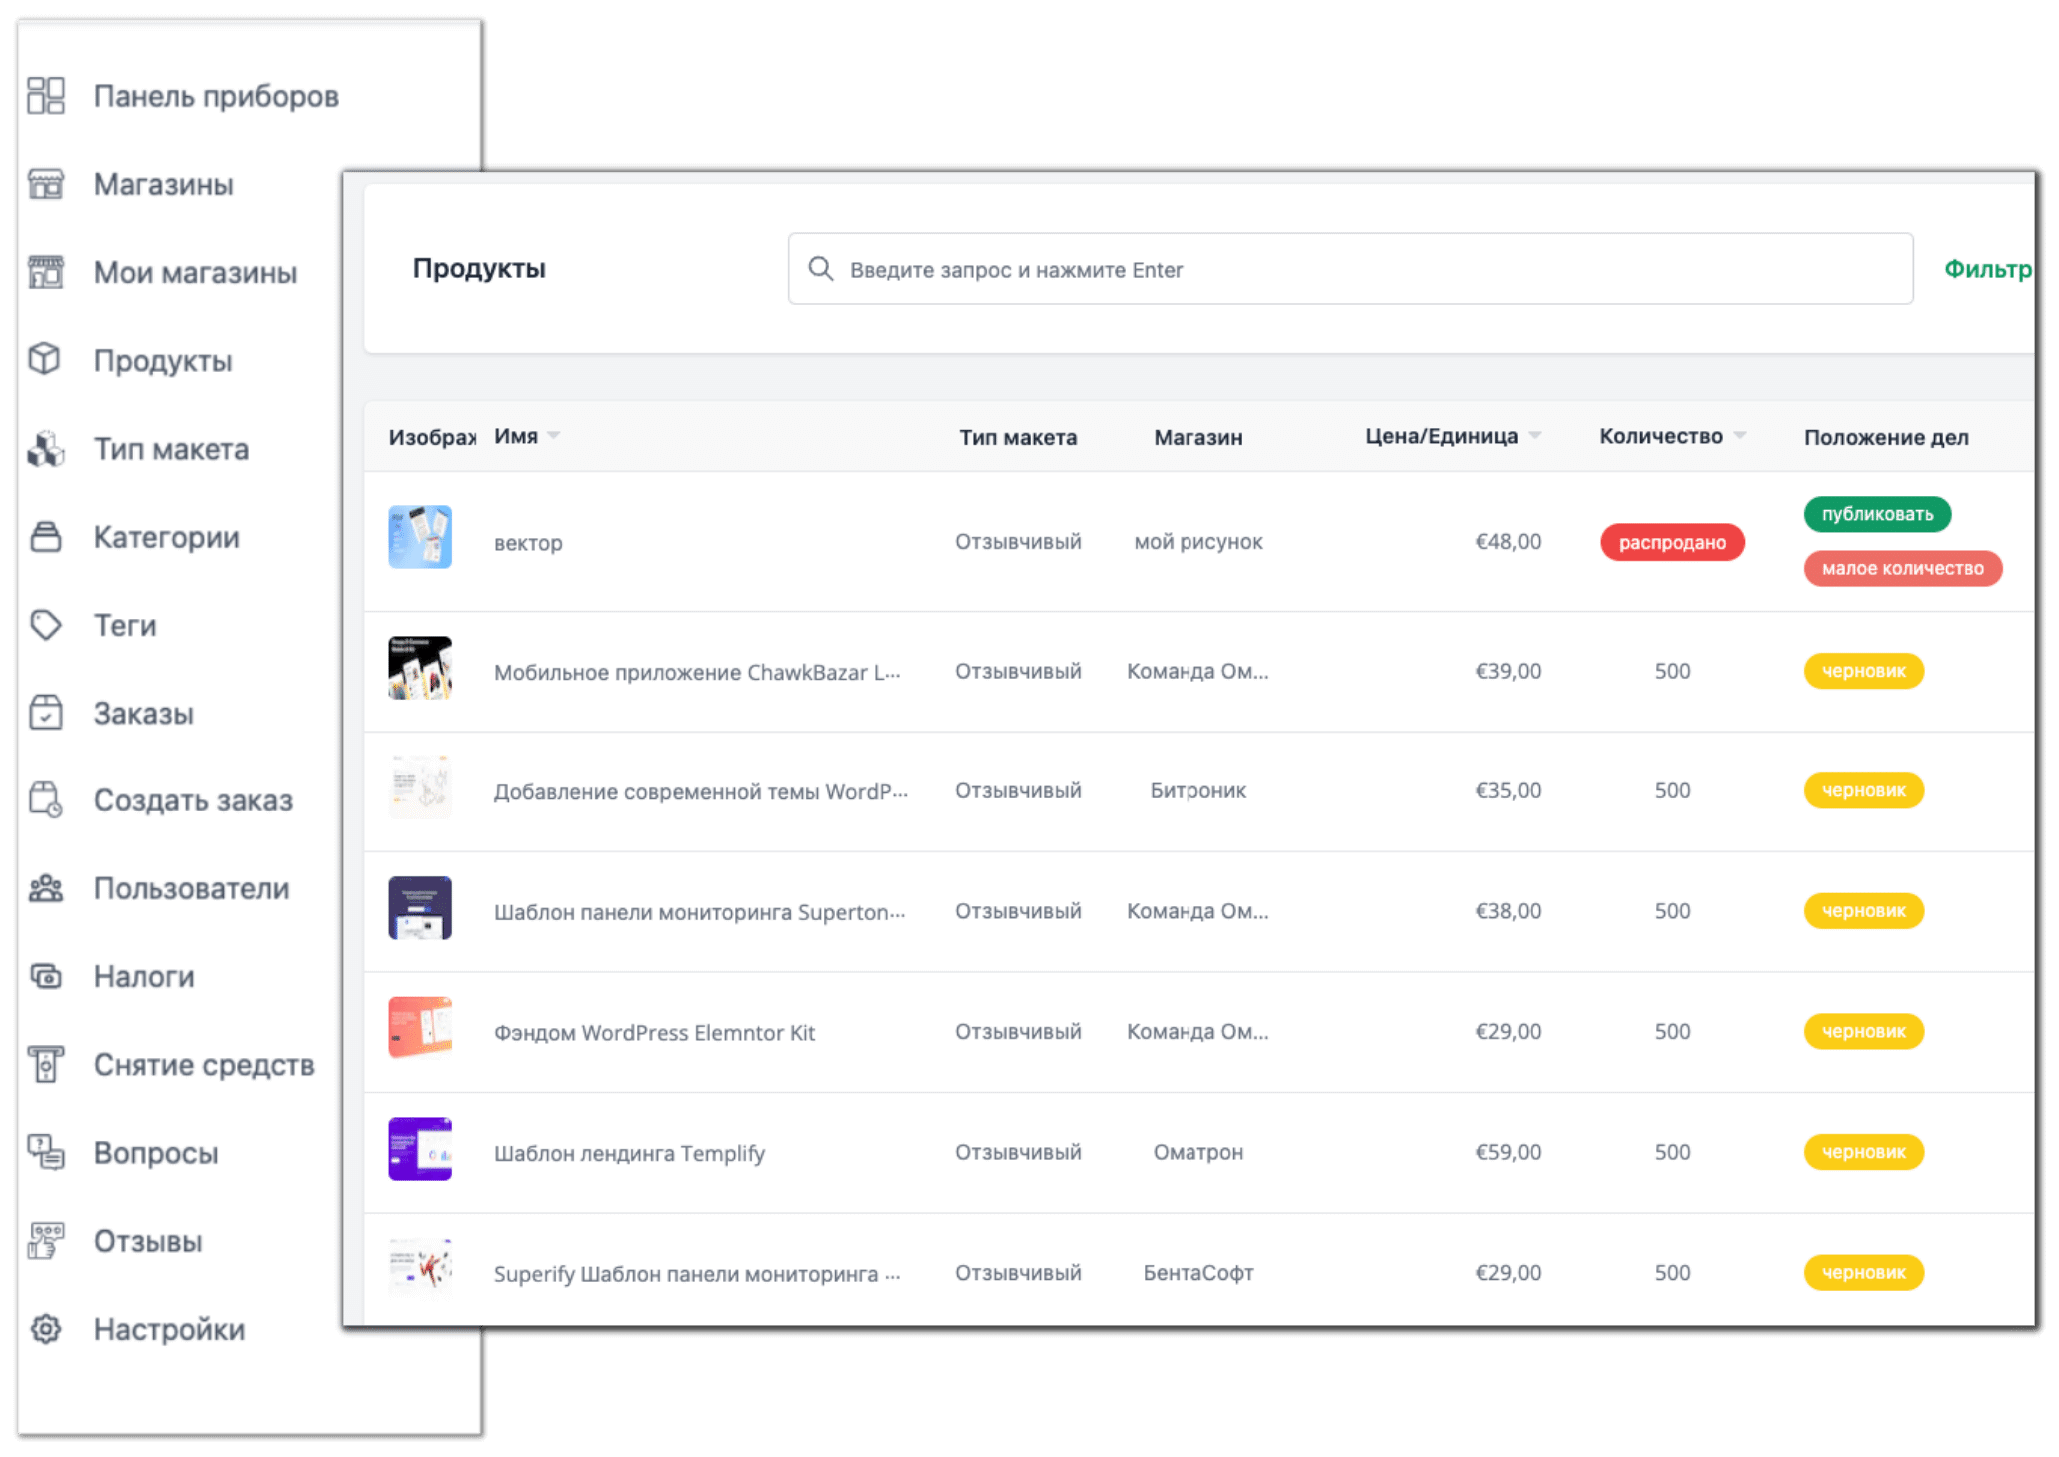 Панель приборов
Магазины
Мои магазины
Продукты
Тип макета
Категории
Теги
Заказы
Создать заказ
Пользователи
Налоги
Снятие средств
Вопросы
Отзывы
Настройки
Продукты Введите запрос и нажмите Enter Фильтр
Изобраx Имя Тип макета Магазин Цена/Единица Количество Положение дел
вектор Отзывчивый мой рисунок €48,00 распродано публиковать
малое количество
Мобильное приложение ChawkBazar L... Отзывчивый Команда Ом... €39,00 500 черновик
Добавление современной темы WordP... Отзывчивый Битроник €35,00 500 черновик
Шаблон панели мониторинга Superton... Отзывчивый Команда Ом... €38,00 500 черновик
Фэндом WordPress Elemntor Kit Отзывчивый Команда Ом... €29,00 500 черновик
Шаблон лендинга Templify Отзывчивый Оматрон €59,00 500 черновик
Superify Шаблон панели мониторинга ... Отзывчивый БентаСофт €29,00 500 черновик